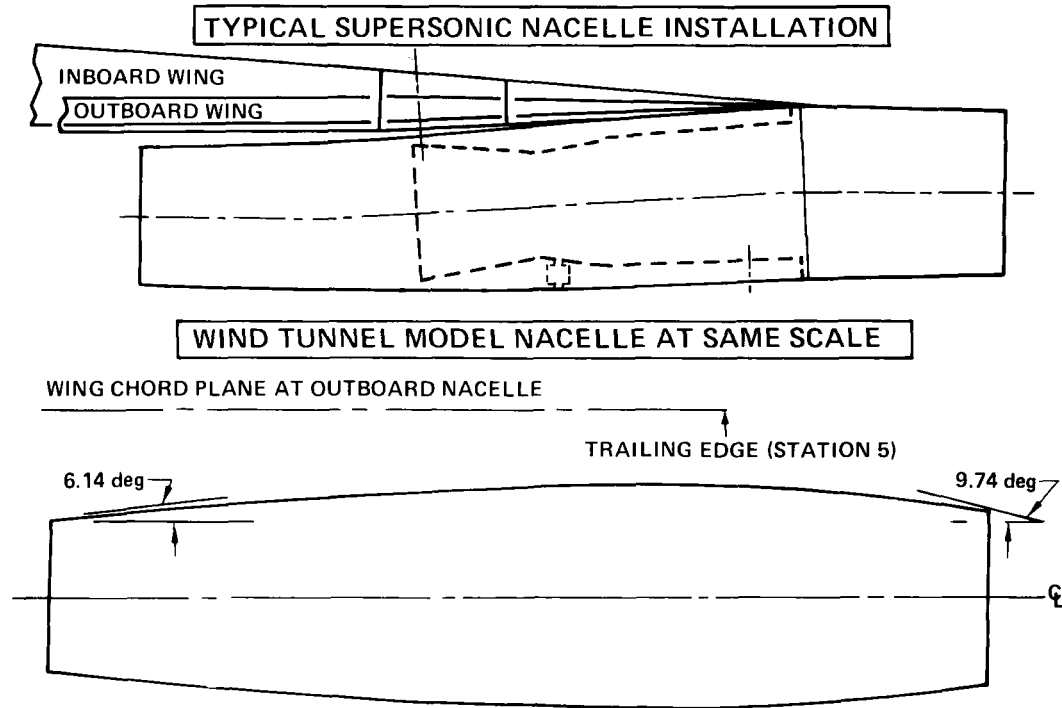 TYPICAL SUPERSONIC NACELLE INSTALLATION
INBOARD WING
OUTBOARD WING
WIND TUNNEL MODEL NACELLE AT SAME SCALE
WING CHORD PLANE AT OUTBOARD NACELLE
TRAILING EDGE (STATION 5)
6.14 deg
9.74 deg
℄